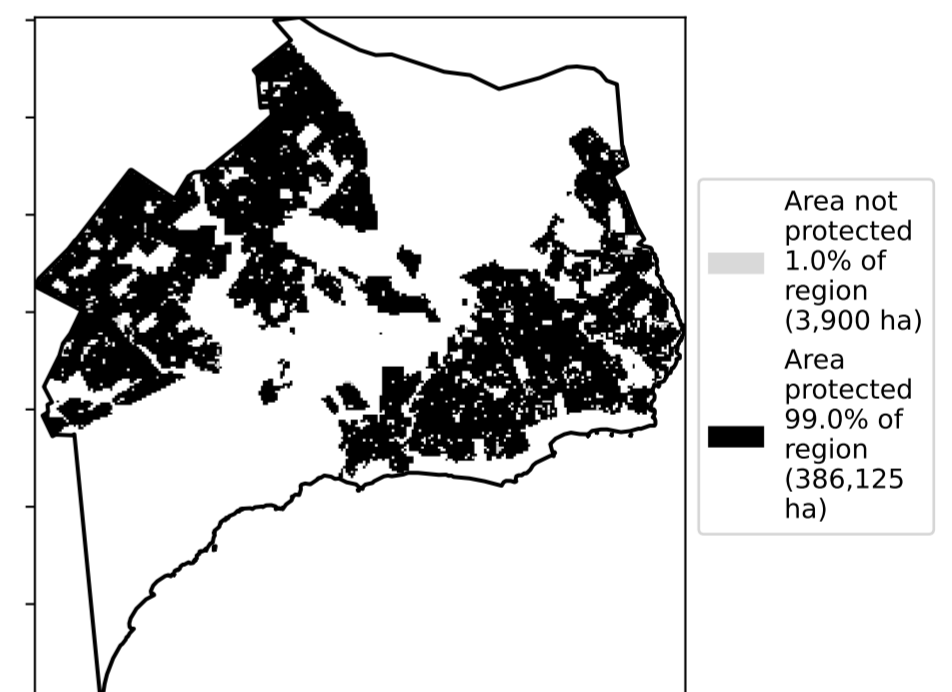 Area not
protected
1.0% of
region
(3,900 ha)
Area
protected
99.0% of
region
(386,125
ha)